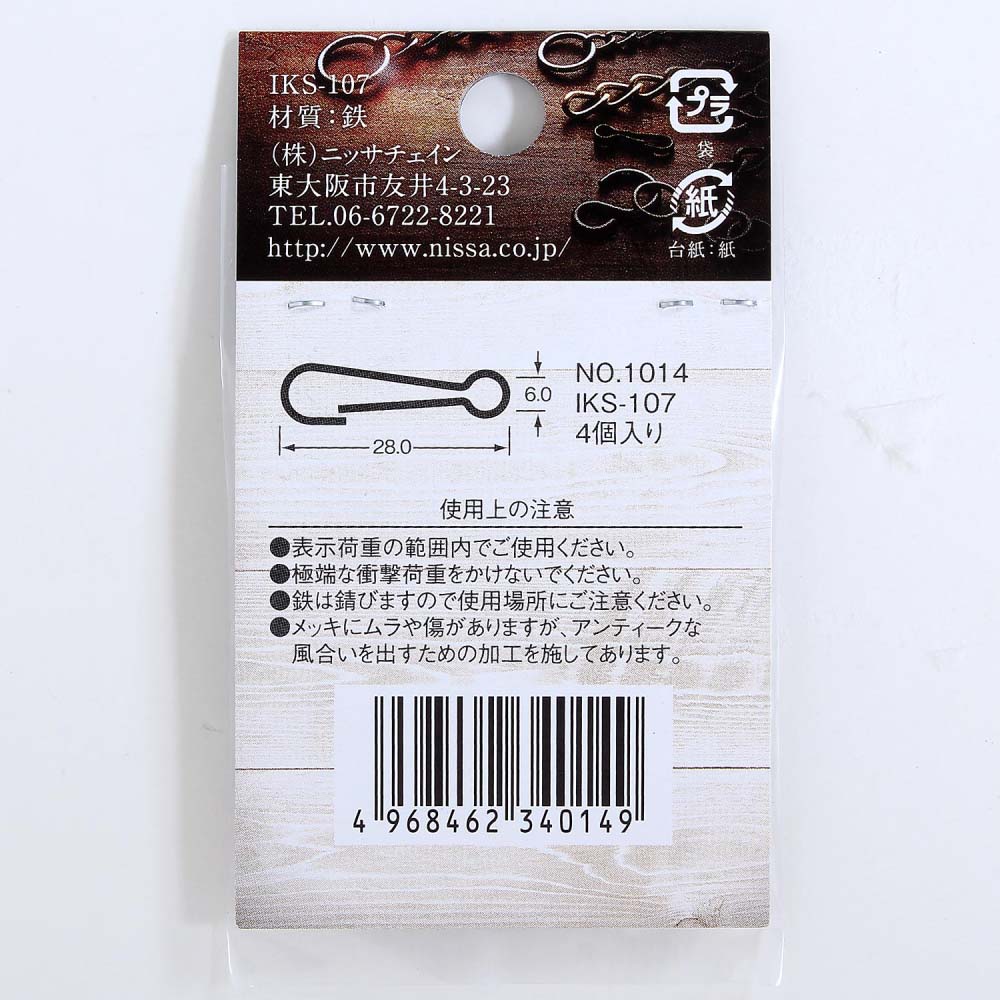 IKS-107
材質：鉄
（株）ニッサチェイン
東大阪市友井4-3-23
TEL.06-6722-8221
http://www.nissa.co.jp/
プラ
袋
紙
台紙：紙
6.0
28.0
NO.1014
IKS-107
4個入り
使用上の注意
●表示荷重の範囲内でご使用ください。
●極端な衝撃荷重をかけないでください。
●鉄は錆びますので使用場所にご注意ください。
●メッキにムラや傷がありますが、アンティークな
風合いを出すための加工を施してあります。
4 968462 340149